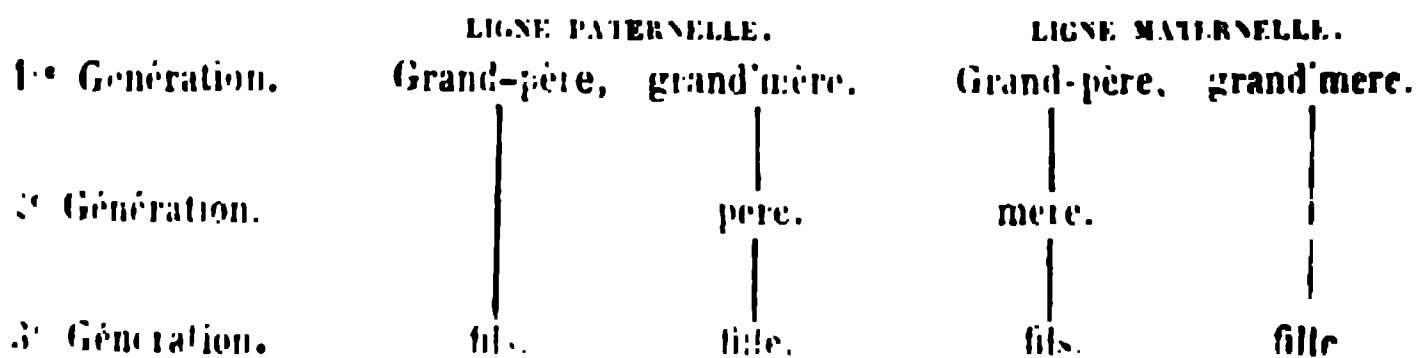 LIGNE PATERNELLE. LIGNE MATERNELLE.
1re Genération. Grand-père, grand'mère. Grand-père. grand'mere.
2e Génération. pere. mere.
3e Génération. fils. fille. fils. fille